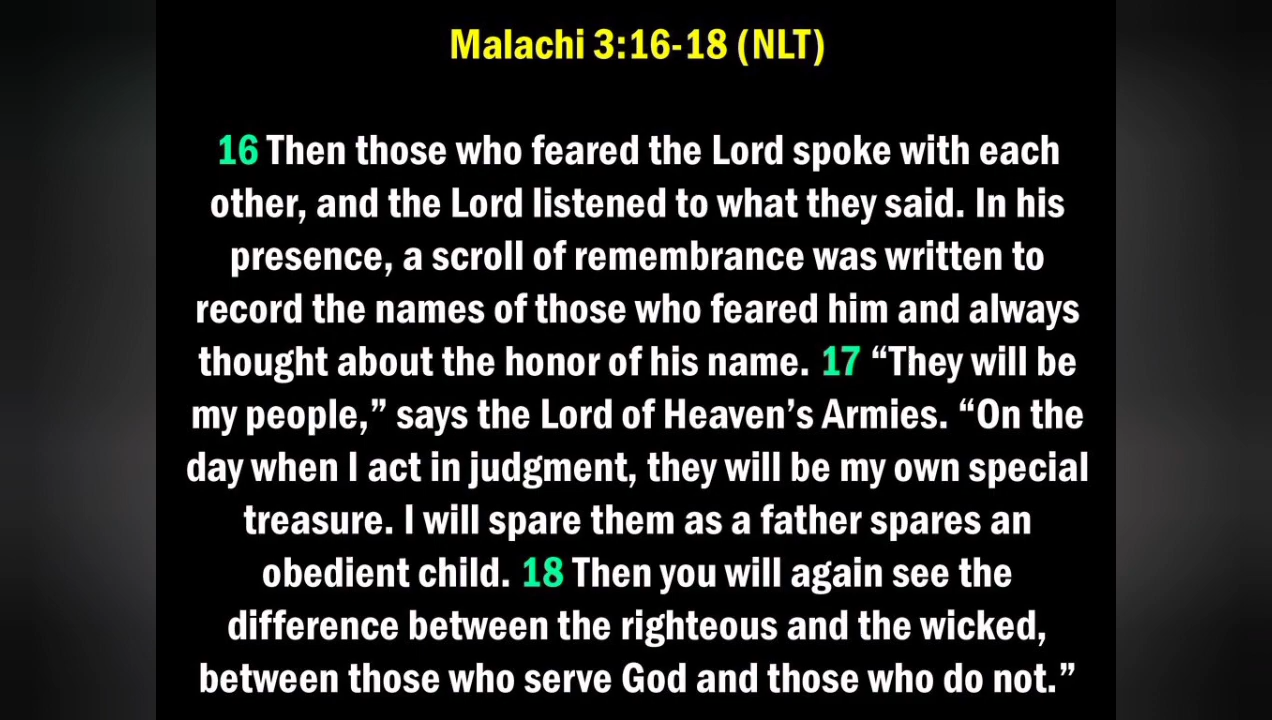 Malachi 3:16-18 (NLT)
16 Then those who feared the Lord spoke with each
other, and the Lord listened to what they said. In his
presence, a scroll of remembrance was written to
record the names of those who feared him and always
thought about the honor of his name. 17 “They will be
my people,” says the Lord of Heaven’s Armies. “On the
day when I act in judgment, they will be my own special
treasure. I will spare them as a father spares an
obedient child. 18 Then you will again see the
difference between the righteous and the wicked,
between those who serve God and those who do not.”